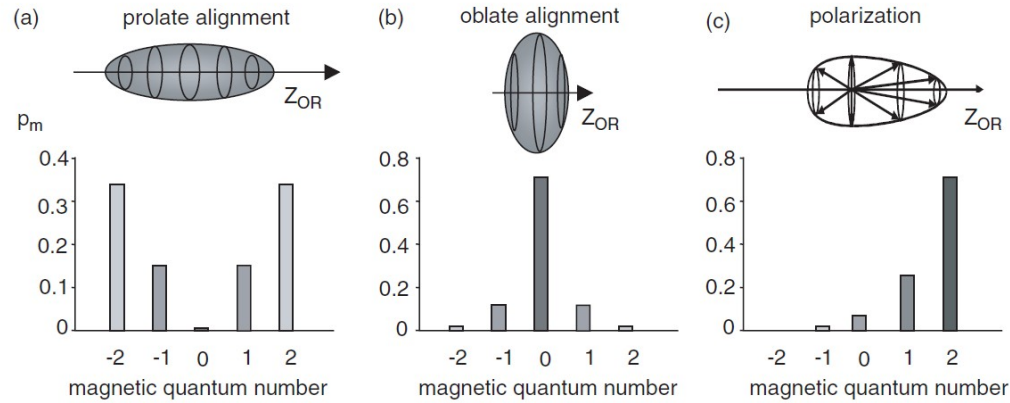 (a) prolate alignment
Z_OR
p_m
0.4
0.3
0.2
0.1
0
-2 -1 0 1 2
magnetic quantum number
(b) oblate alignment
Z_OR
0.8
0.6
0.4
0.2
0
-2 -1 0 1 2
magnetic quantum number
(c) polarization
Z_OR
0.8
0.6
0.4
0.2
0
-2 -1 0 1 2
magnetic quantum number